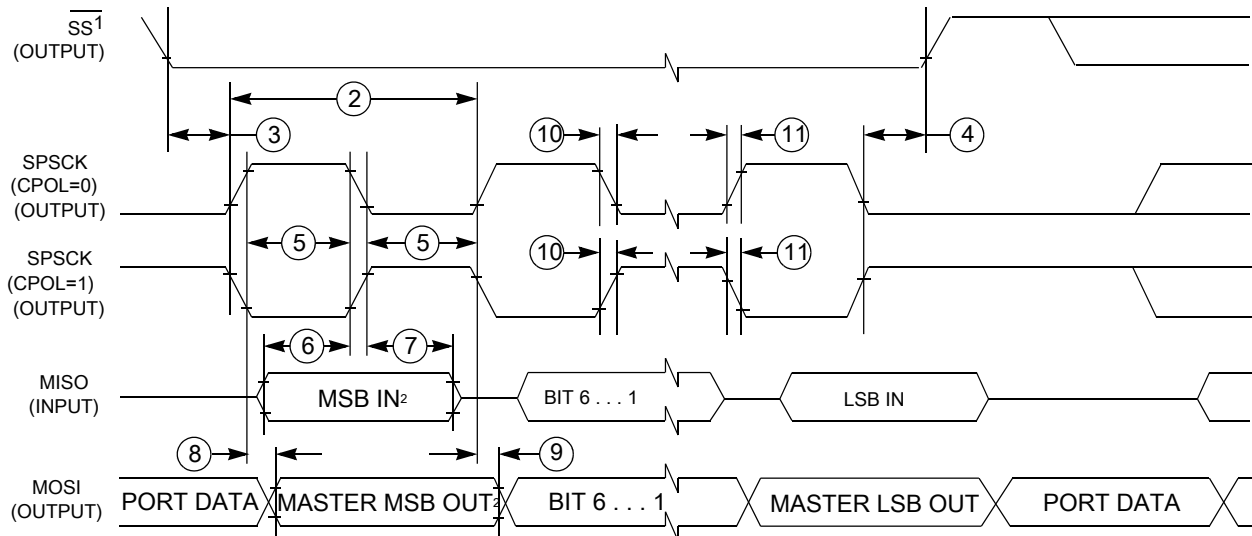 SS1
(OUTPUT)
2
3
10
11
4
SPSCK
(CPOL=0)
(OUTPUT)
5
5
SPSCK
(CPOL=1)
(OUTPUT)
10
11
6
7
MISO
(INPUT)
MSB IN2
BIT 6 . . . 1
LSB IN
8
9
MOSI
(OUTPUT)
PORT DATA
MASTER MSB OUT2
BIT 6 . . . 1
MASTER LSB OUT
PORT DATA